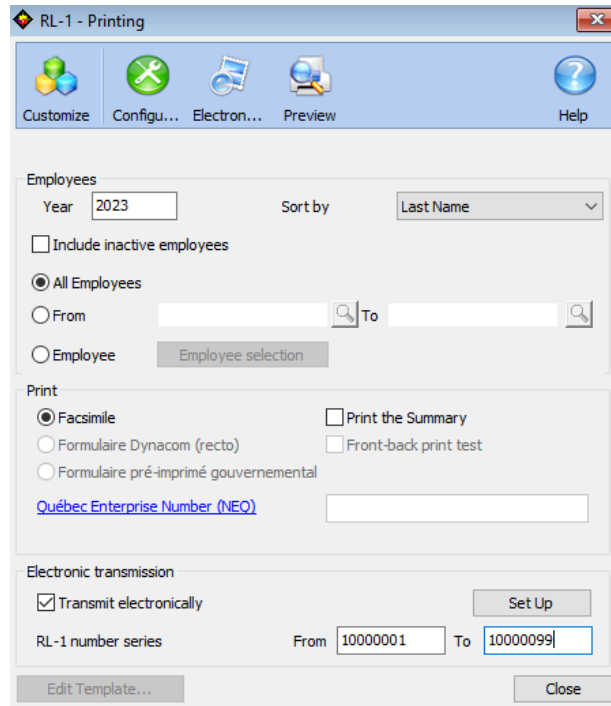 RL-1 - Printing
Customize Configu... Electron... Preview Help
Employees
Year 2023 Sort by Last Name
Include inactive employees
All Employees
From To
Employee Employee selection
Print
Facsimile Print the Summary
Formulaire Dynacom (recto) Front-back print test
Formulaire pré-imprimé gouvernemental
Québec Enterprise Number (NEQ)
Electronic transmission
Transmit electronically Set Up
RL-1 number series From 10000001 To 10000099
Edit Template... Close